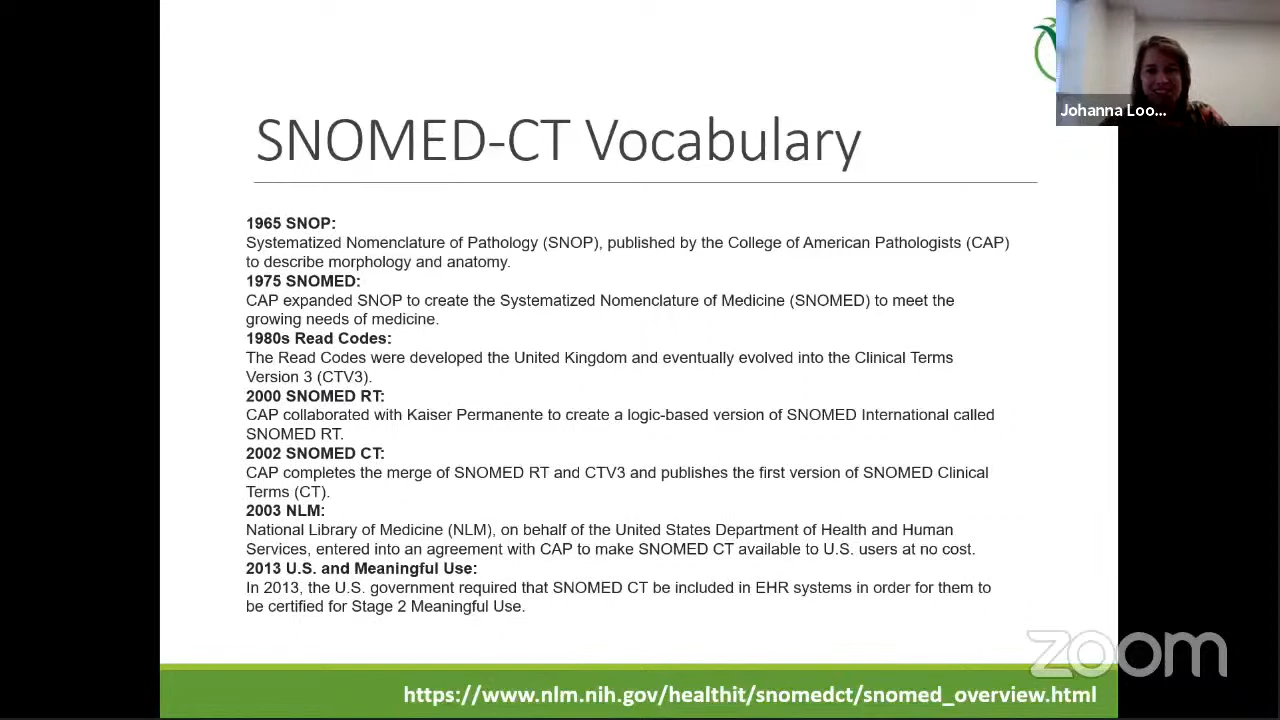 Johanna Loo...
SNOMED-CT Vocabulary
1965 SNOP:
Systematized Nomenclature of Pathology (SNOP), published by the College of American Pathologists (CAP)
to describe morphology and anatomy.
1975 SNOMED:
CAP expanded SNOP to create the Systematized Nomenclature of Medicine (SNOMED) to meet the
growing needs of medicine.
1980s Read Codes:
The Read Codes were developed the United Kingdom and eventually evolved into the Clinical Terms
Version 3 (CTV3).
2000 SNOMED RT:
CAP collaborated with Kaiser Permanente to create a logic-based version of SNOMED International called
SNOMED RT.
2002 SNOMED CT:
CAP completes the merge of SNOMED RT and CTV3 and publishes the first version of SNOMED Clinical
Terms (CT).
2003 NLM:
National Library of Medicine (NLM), on behalf of the United States Department of Health and Human
Services, entered into an agreement with CAP to make SNOMED CT available to U.S. users at no cost.
2013 U.S. and Meaningful Use:
In 2013, the U.S. government required that SNOMED CT be included in EHR systems in order for them to
be certified for Stage 2 Meaningful Use.
zoom
https://www.nlm.nih.gov/healthit/snomedct/snomed_overview.html